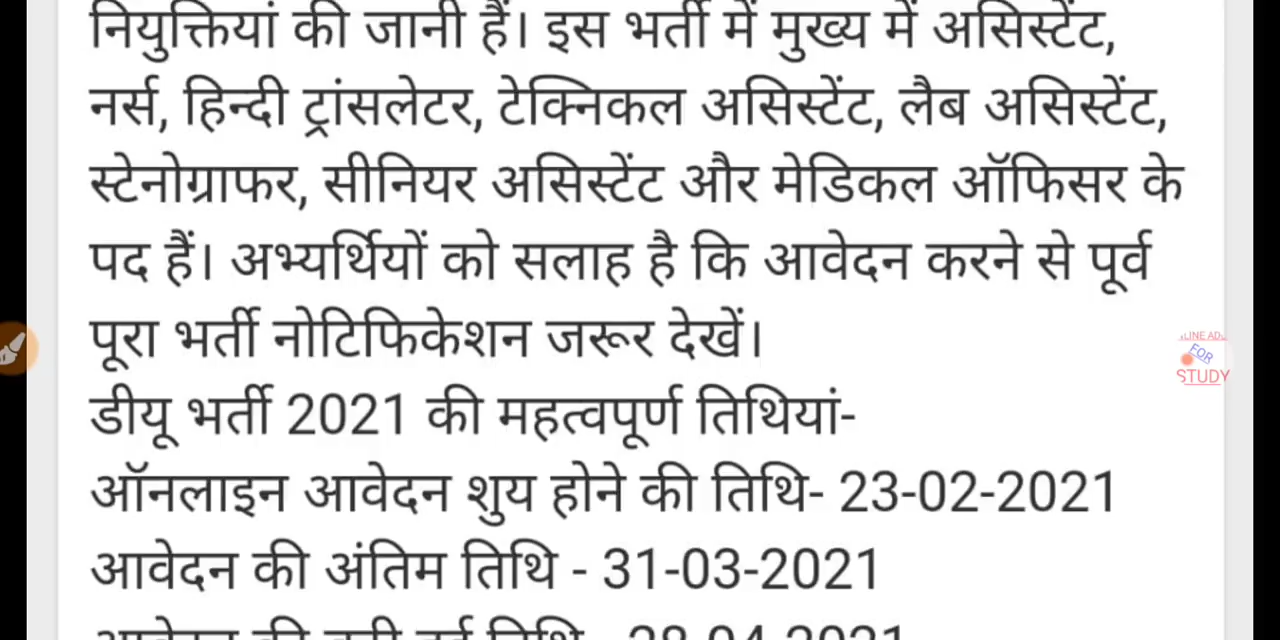 नियुक्तियां की जानी हैं। इस भर्ती में मुख्य में असिस्टेंट,
नर्स, हिन्दी ट्रांसलेटर, टेक्निकल असिस्टेंट, लैब असिस्टेंट,
स्टेनोग्राफर, सीनियर असिस्टेंट और मेडिकल ऑफिसर के
पद हैं। अभ्यर्थियों को सलाह है कि आवेदन करने से पूर्व
पूरा भर्ती नोटिफिकेशन जरूर देखें।
FOR
STUDY
डीयू भर्ती 2021 की महत्वपूर्ण तिथियां-
ऑनलाइन आवेदन शुय होने की तिथि- 23-02-2021
आवेदन की अंतिम तिथि - 31-03-2021